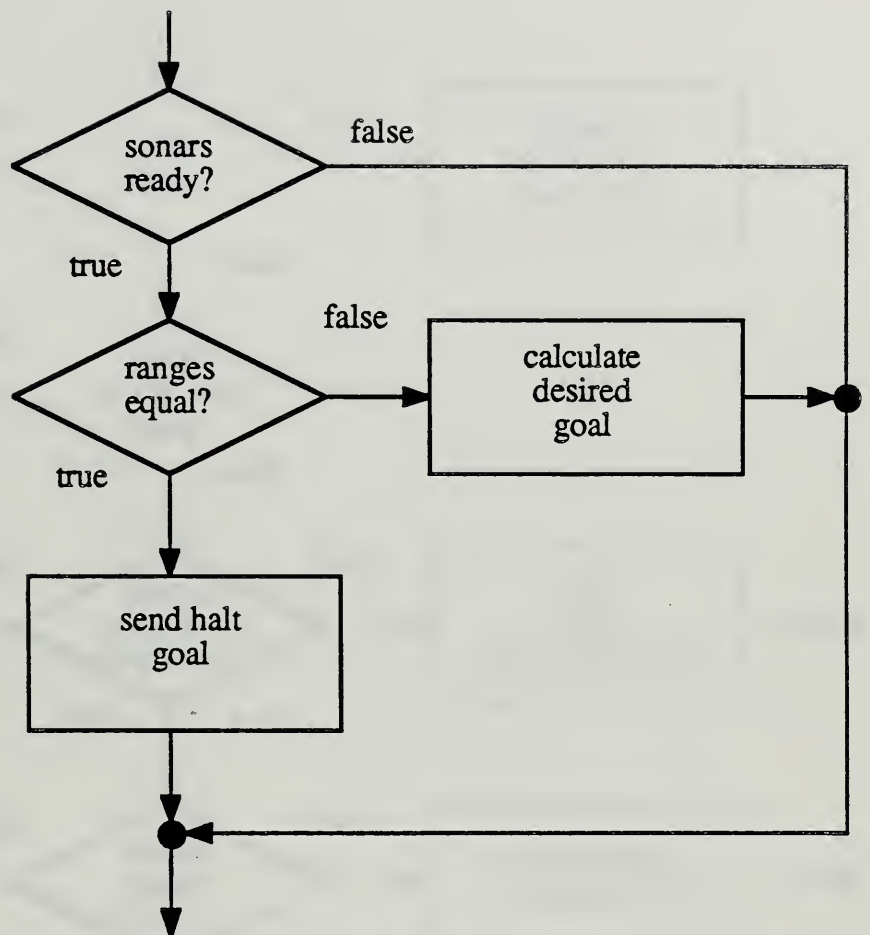 sonars
ready?
false
true
ranges
equal?
false
calculate
desired
goal
true
send halt
goal